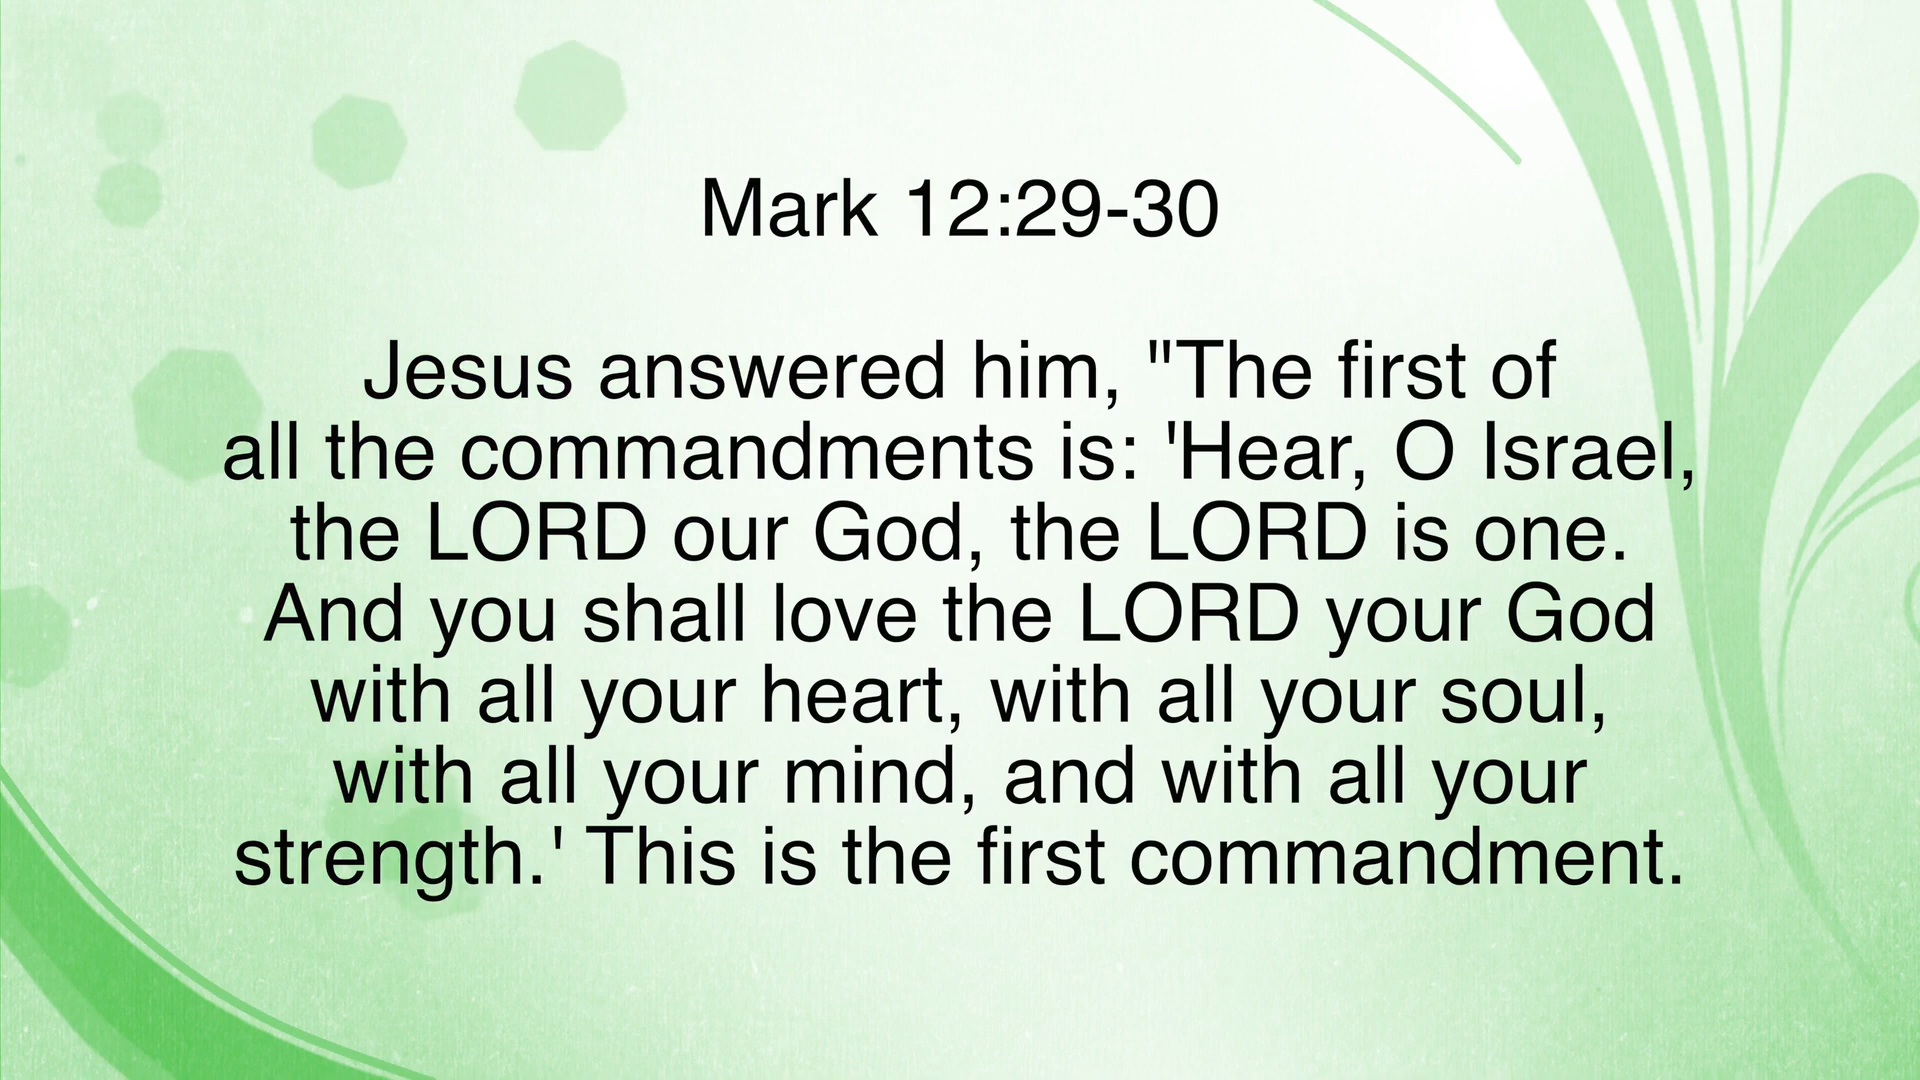 Mark 12:29-30
Jesus answered him, "The first of
all the commandments is: 'Hear, O Israel,
the LORD our God, the LORD is one.
And you shall love the LORD your God
with all your heart, with all your soul,
with all your mind, and with all your
strength.' This is the first commandment.